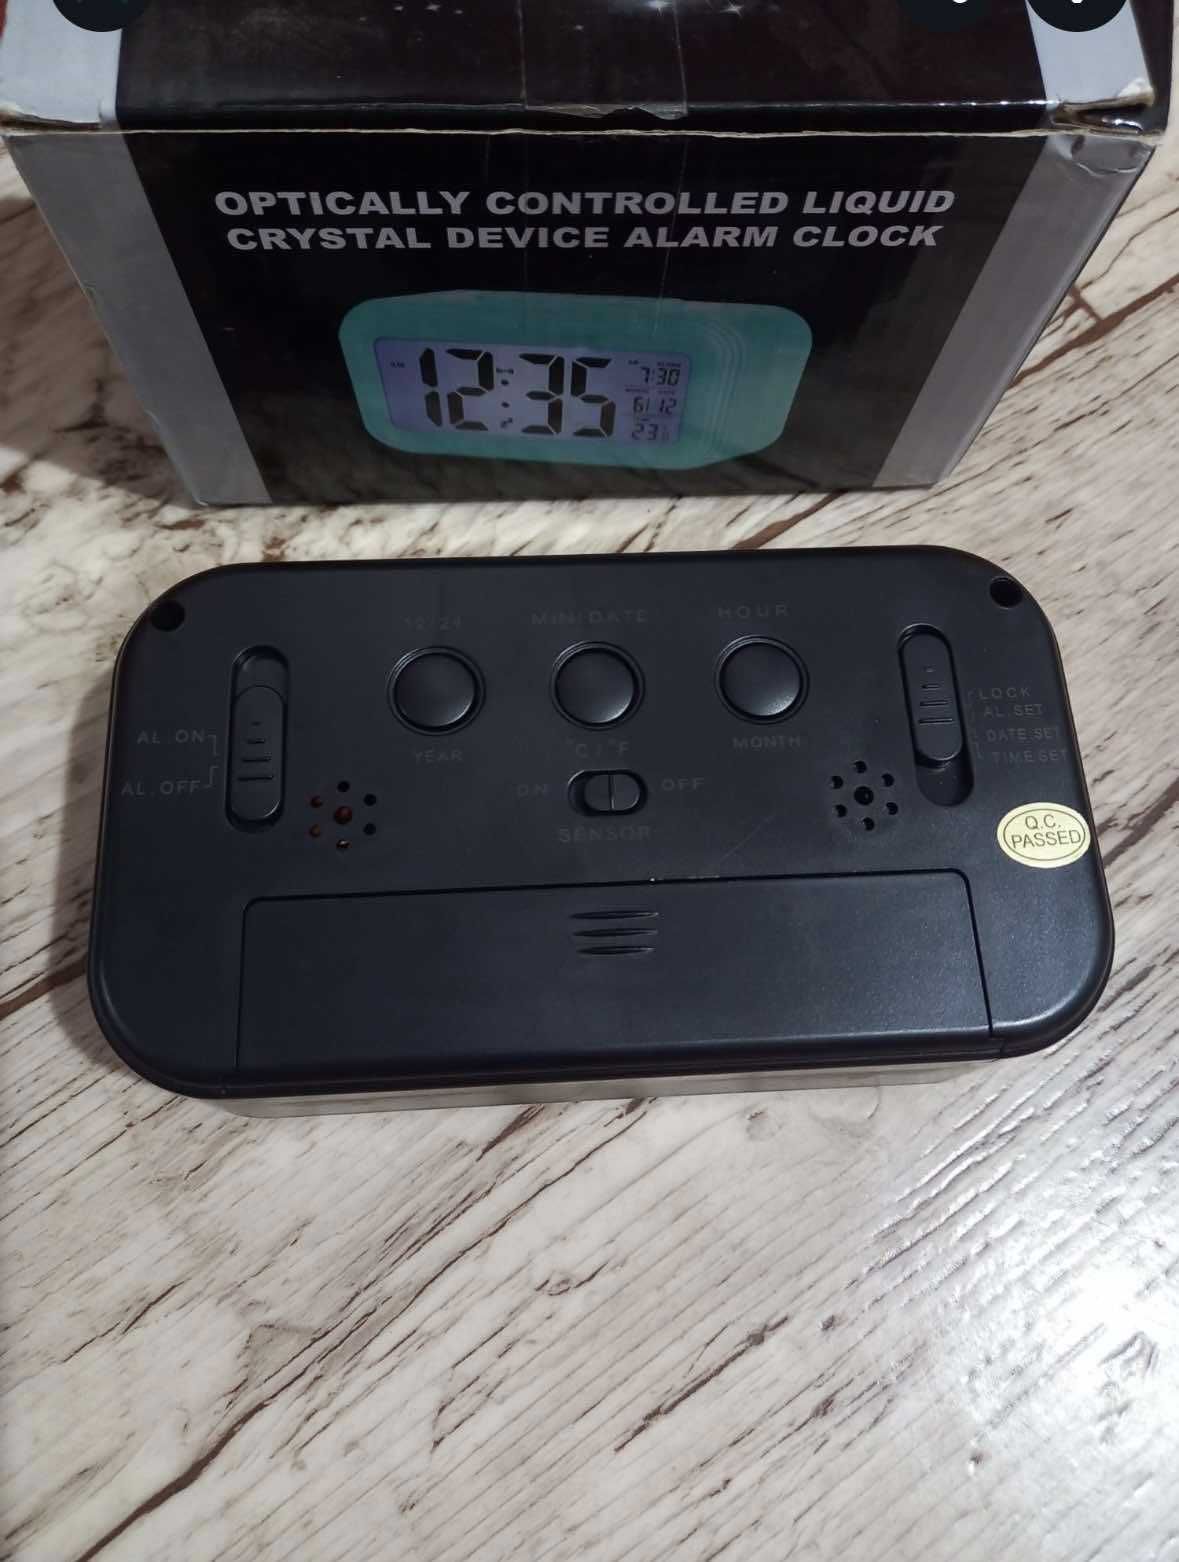 OPTICALLY CONTROLLED LIQUID
CRYSTAL DEVICE ALARM CLOCK
12:35
7:30
6 12
23
12/24
MIN/DATE
HOUR
YEAR
°C/°F
MONTH
AL.ON
AL.OFF
ON
OFF
SENSOR
LOCK
AL.SET
DATE SET
TIME SET
Q.C.
PASSED